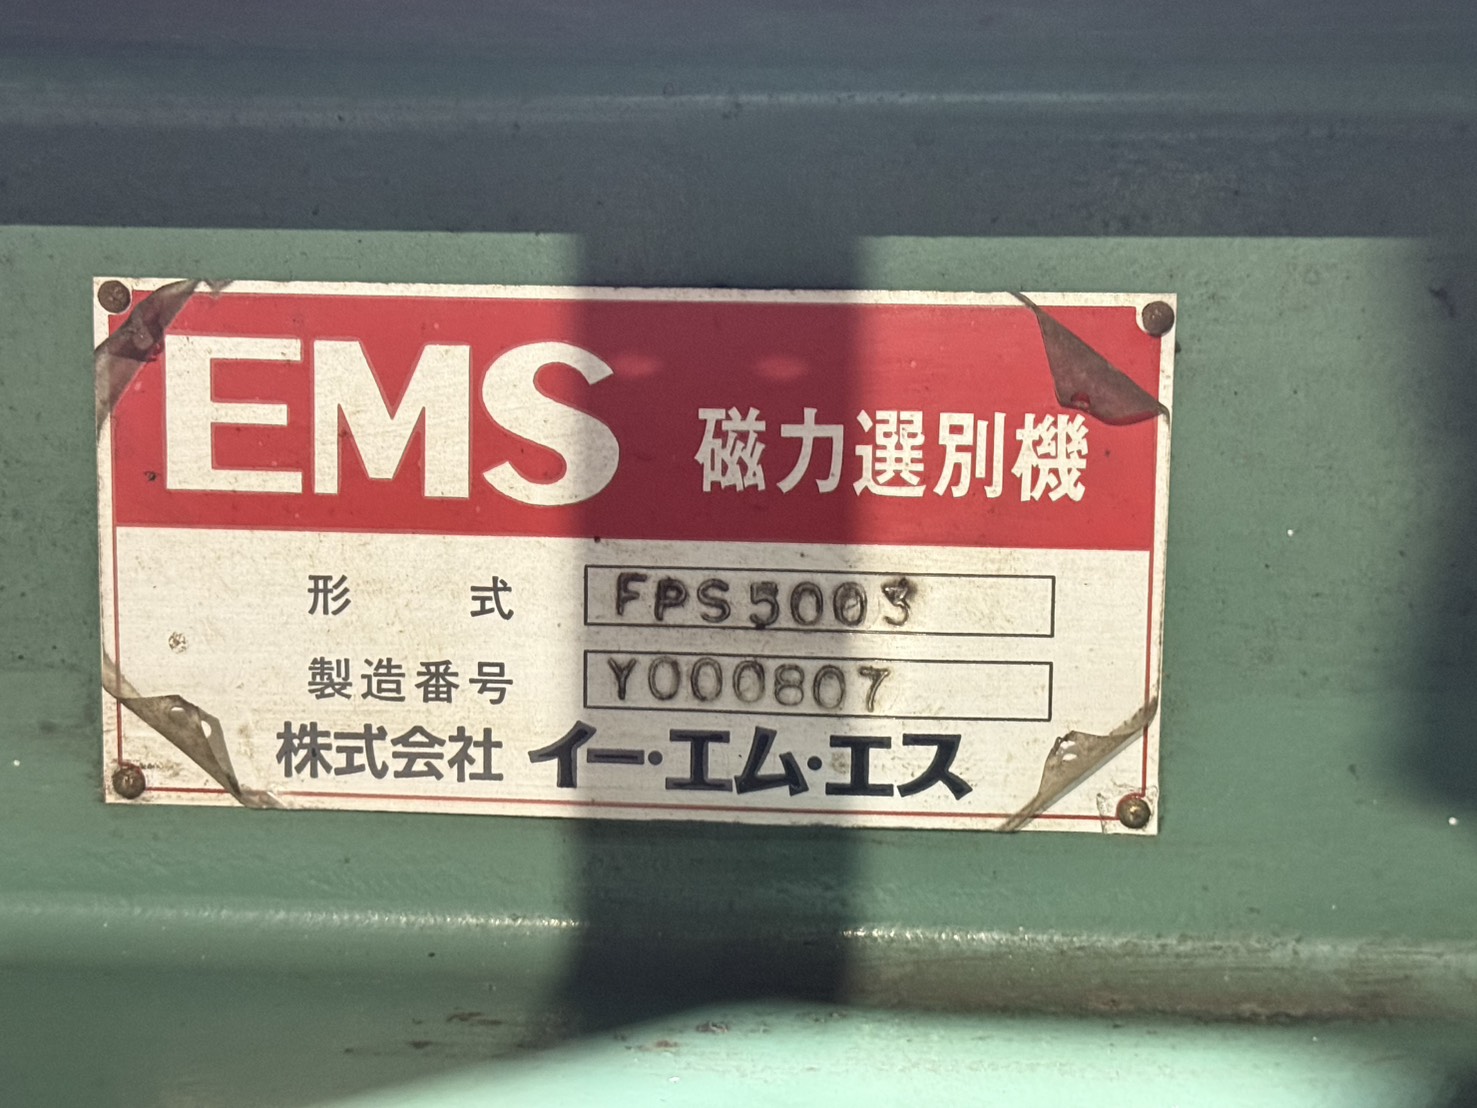 EMS 磁力選別機
形式 FPS5003
製造番号 Y000807
株式会社 イー・エム・エス